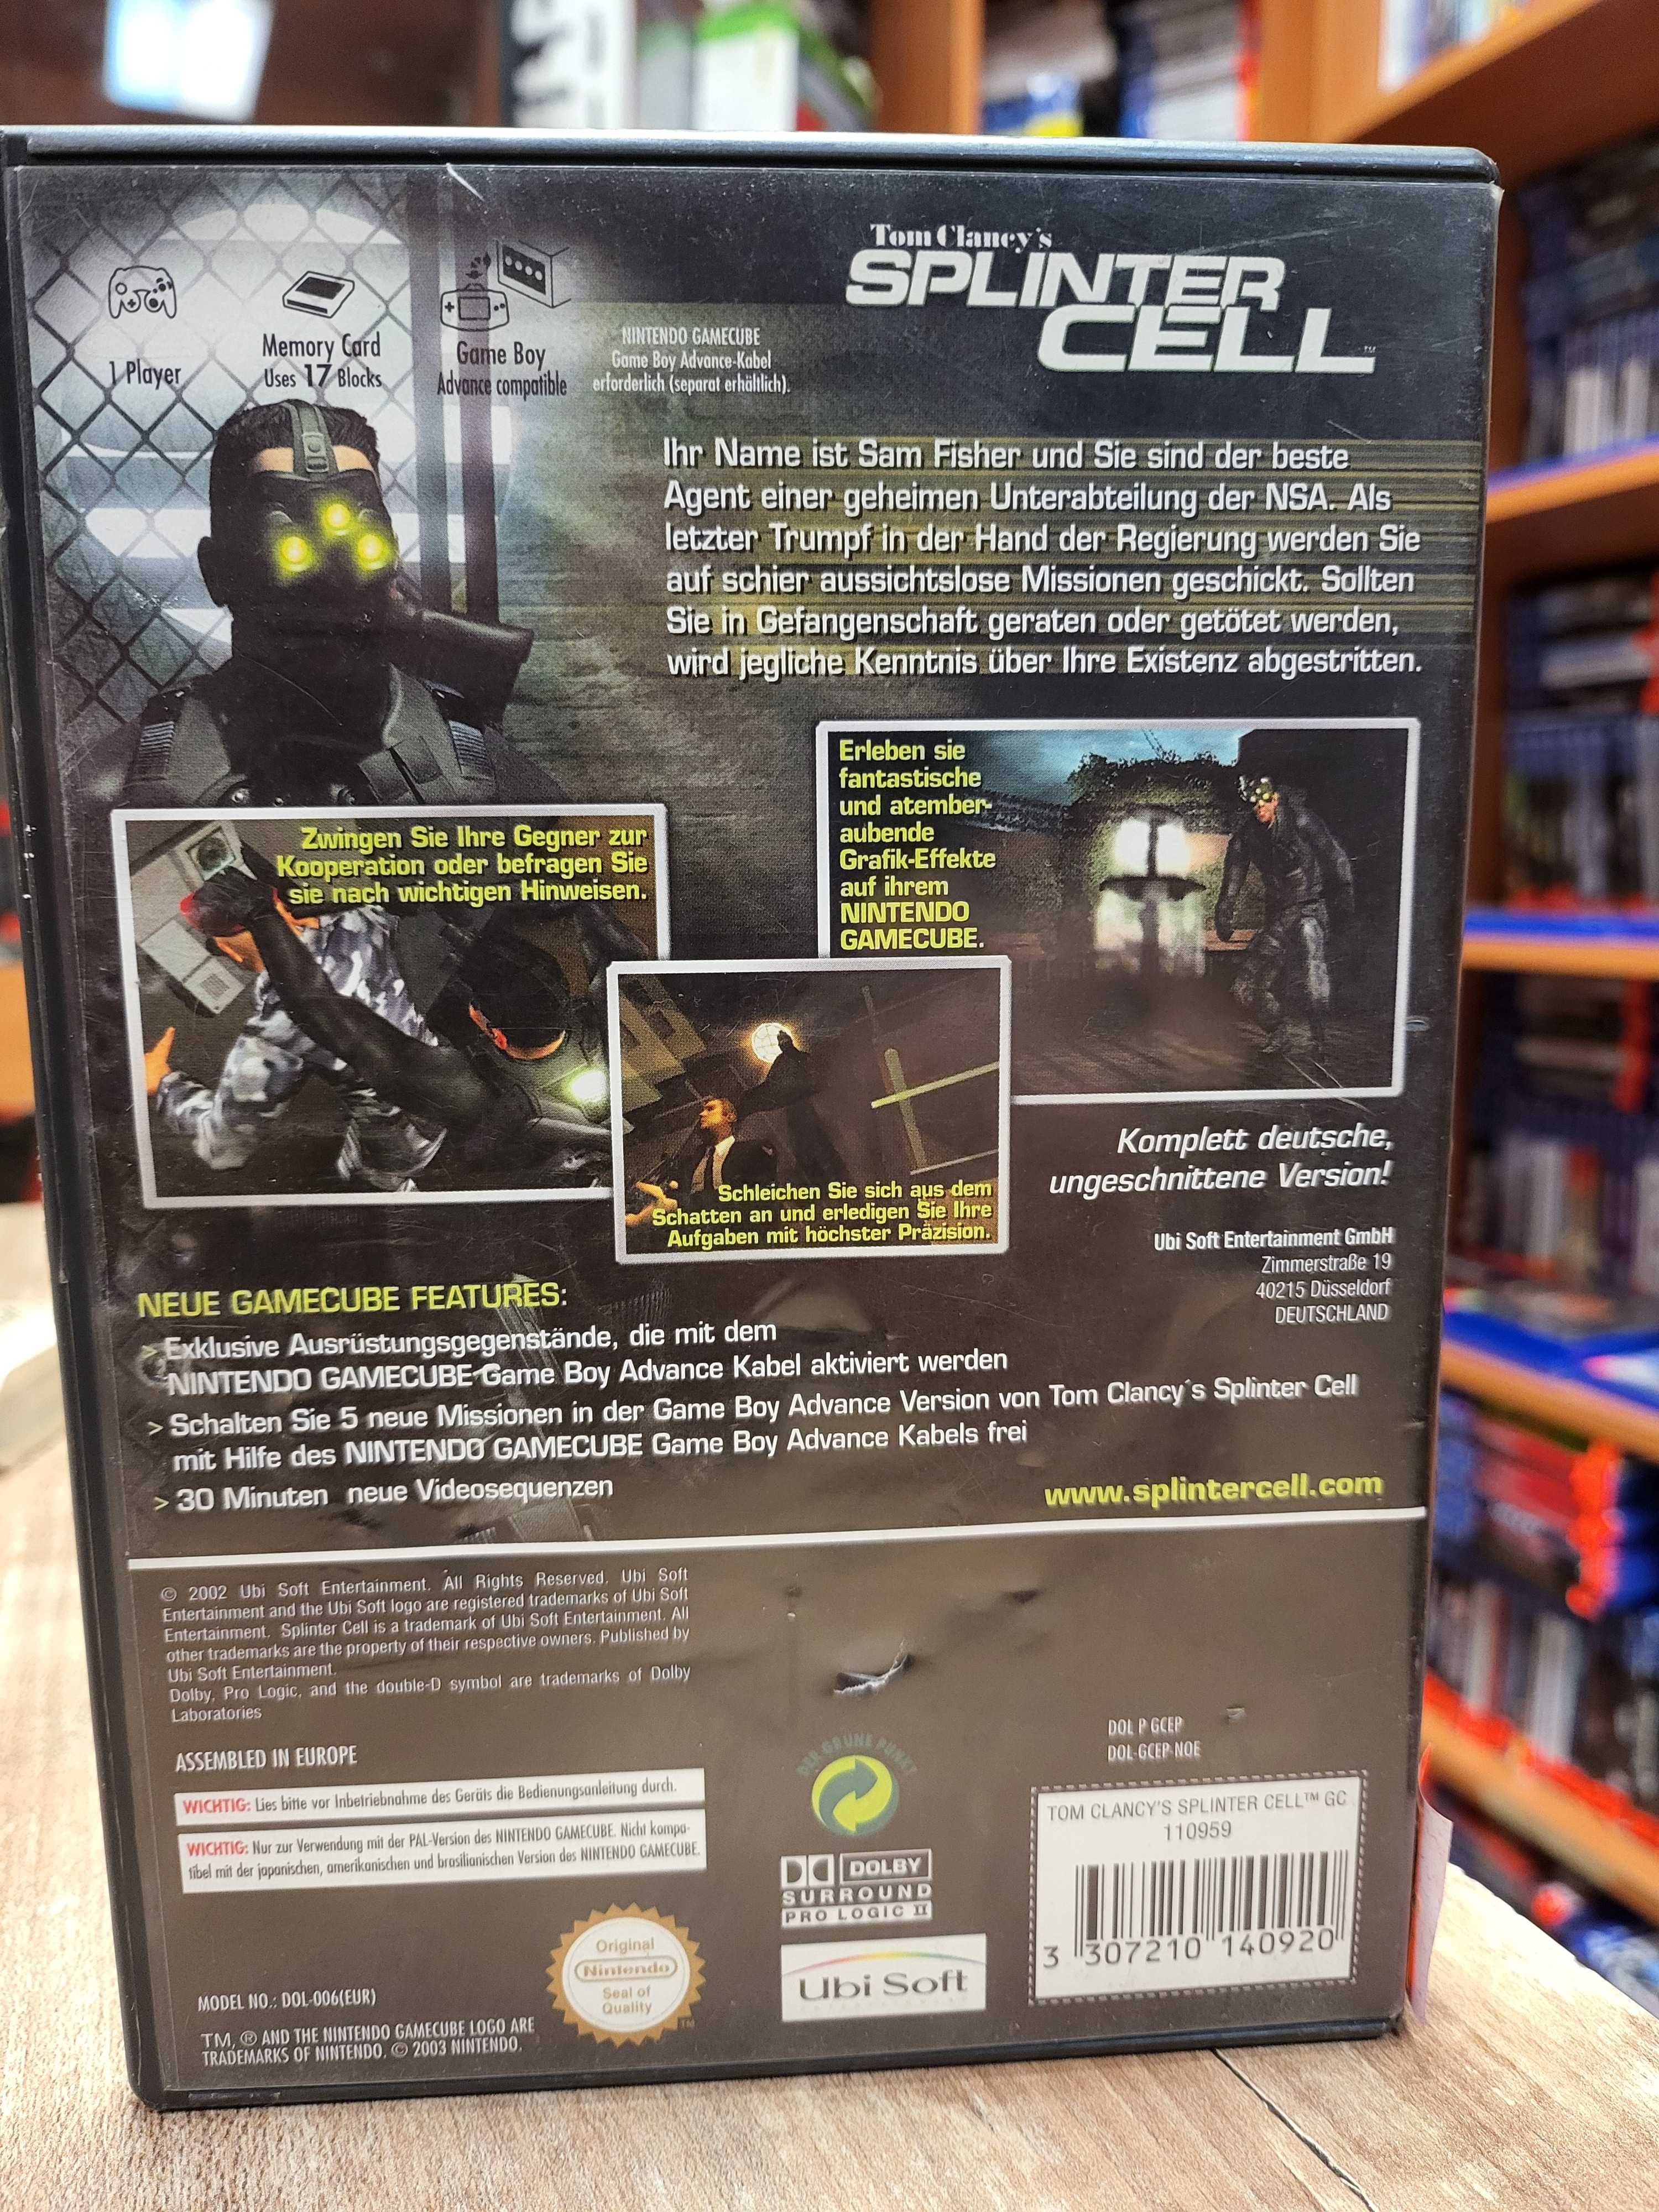 Tom Clancy's
SPLINTER
CELL™
1 Player
Memory Card
Uses 17 Blocks
Game Boy
Advance compatible
NINTENDO GAMECUBE
Game Boy Advance-Kabel
erforderlich (separat erhältlich).
Ihr Name ist Sam Fisher und Sie sind der beste
Agent einer geheimen Unterabteilung der NSA. Als
letzter Trumpf in der Hand der Regierung werden Sie
auf schier aussichtslose Missionen geschickt. Sollten
Sie in Gefangenschaft geraten oder getötet werden,
wird jegliche Kenntnis über Ihre Existenz abgestritten.
Erleben sie
fantastische
und atember-
aubende
Grafik-Effekte
auf ihrem
NINTENDO
GAMECUBE.
Zwingen Sie Ihre Gegner zur
Kooperation oder befragen Sie
sie nach wichtigen Hinweisen.
Schleichen Sie sich aus dem
Schatten an und erledigen Sie Ihre
Aufgaben mit höchster Präzision.
Komplett deutsche,
ungeschnittene Version!
Ubi Soft Entertainment GmbH
Zimmerstraße 19
40215 Düsseldorf
DEUTSCHLAND
NEUE GAMECUBE FEATURES:
> Exklusive Ausrüstungsgegenstände, die mit dem
NINTENDO GAMECUBE-Game Boy Advance Kabel aktiviert werden
> Schalten Sie 5 neue Missionen in der Game Boy Advance Version von Tom Clancy´s Splinter Cell
mit Hilfe des NINTENDO GAMECUBE Game Boy Advance Kabels frei
> 30 Minuten neue Videosequenzen
www.splintercell.com
© 2002 Ubi Soft Entertainment. All Rights Reserved. Ubi Soft
Entertainment and the Ubi Soft logo are registered trademarks of Ubi Soft
Entertainment. Splinter Cell is a trademark of Ubi Soft Entertainment. All
other trademarks are the property of their respective owners. Published by
Ubi Soft Entertainment.
Dolby, Pro Logic, and the double-D symbol are trademarks of Dolby
Laboratories
ASSEMBLED IN EUROPE
WICHTIG: Lies bitte vor Inbetriebnahme des Geräts die Bedienungsanleitung durch.
WICHTIG: Nur zur Verwendung mit der PAL-Version des NINTENDO GAMECUBE. Nicht kompa-
tibel mit der japanischen, amerikanischen und brasilianischen Version des NINTENDO GAMECUBE.
DER GRÜNE PUNKT
DOLBY
SURROUND
PRO LOGIC II
Ubi Soft
DOL P GCEP
DOL-GCEP-NOE
TOM CLANCY'S SPLINTER CELL™ GC
110959
3 307210 140920
Original
Nintendo
Seal of
Quality
TM
MODEL NO.: DOL-006(EUR)
TM, ® AND THE NINTENDO GAMECUBE LOGO ARE
TRADEMARKS OF NINTENDO. © 2003 NINTENDO.